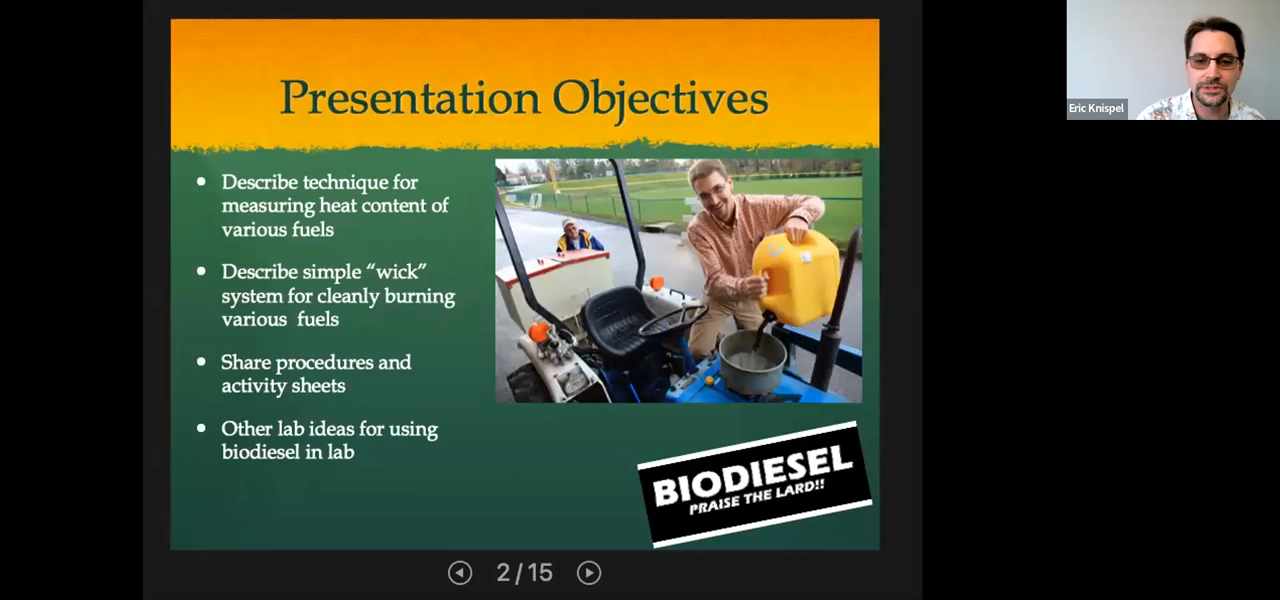 Presentation Objectives
• Describe technique for
measuring heat content of
various fuels
• Describe simple “wick”
system for cleanly burning
various fuels
• Share procedures and
activity sheets
• Other lab ideas for using
biodiesel in lab
BIODIESEL
PRAISE THE LARD!!
2/15
Eric Knispel